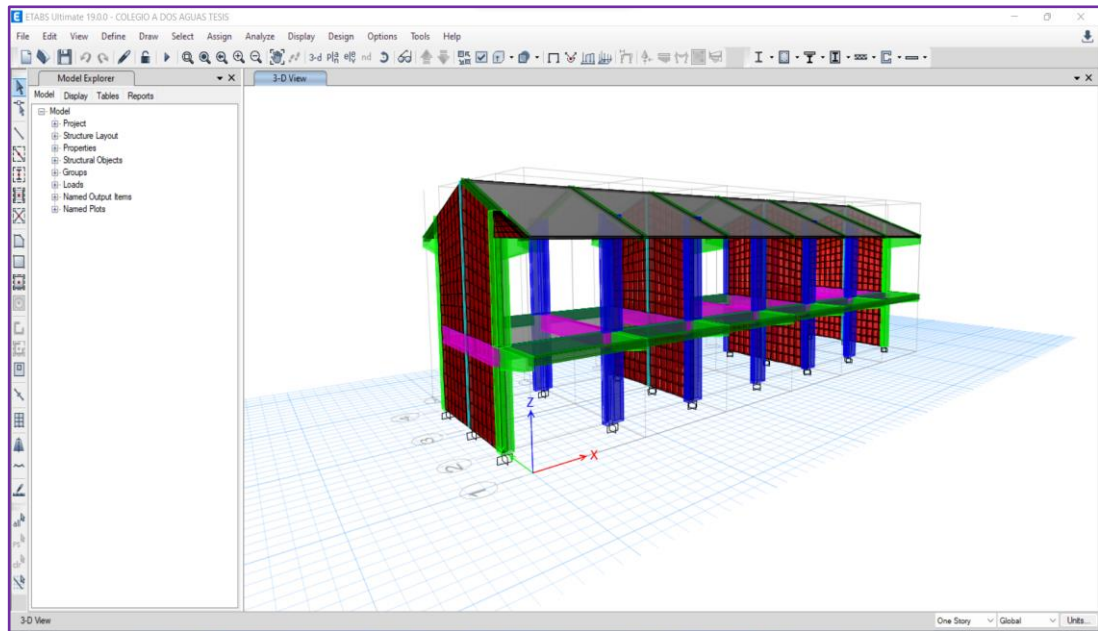 ETABS Ultimate 19.0.0 - COLEGIO A DOS AGUAS TESIS
File Edit View Define Draw Select Assign Analyze Display Design Options Tools Help
3-d
nd
Model Explorer
3-D View
Model Display Tables Reports
Model
Project
Structure Layout
Properties
Structural Objects
Groups
Loads
Named Output Items
Named Plots
Z
X
4
3
2
1
3-D View
One Story
Global
Units...